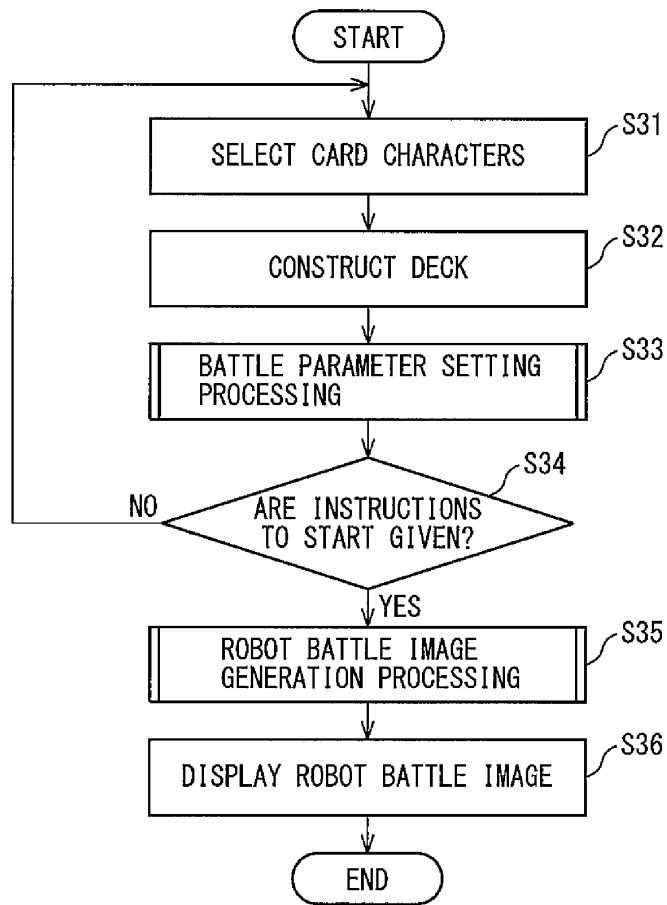 START
S31
SELECT CARD CHARACTERS
S32
CONSTRUCT DECK
S33
BATTLE PARAMETER SETTING
PROCESSING
S34
NO
ARE INSTRUCTIONS
TO START GIVEN?
YES
S35
ROBOT BATTLE IMAGE
GENERATION PROCESSING
S36
DISPLAY ROBOT BATTLE IMAGE
END